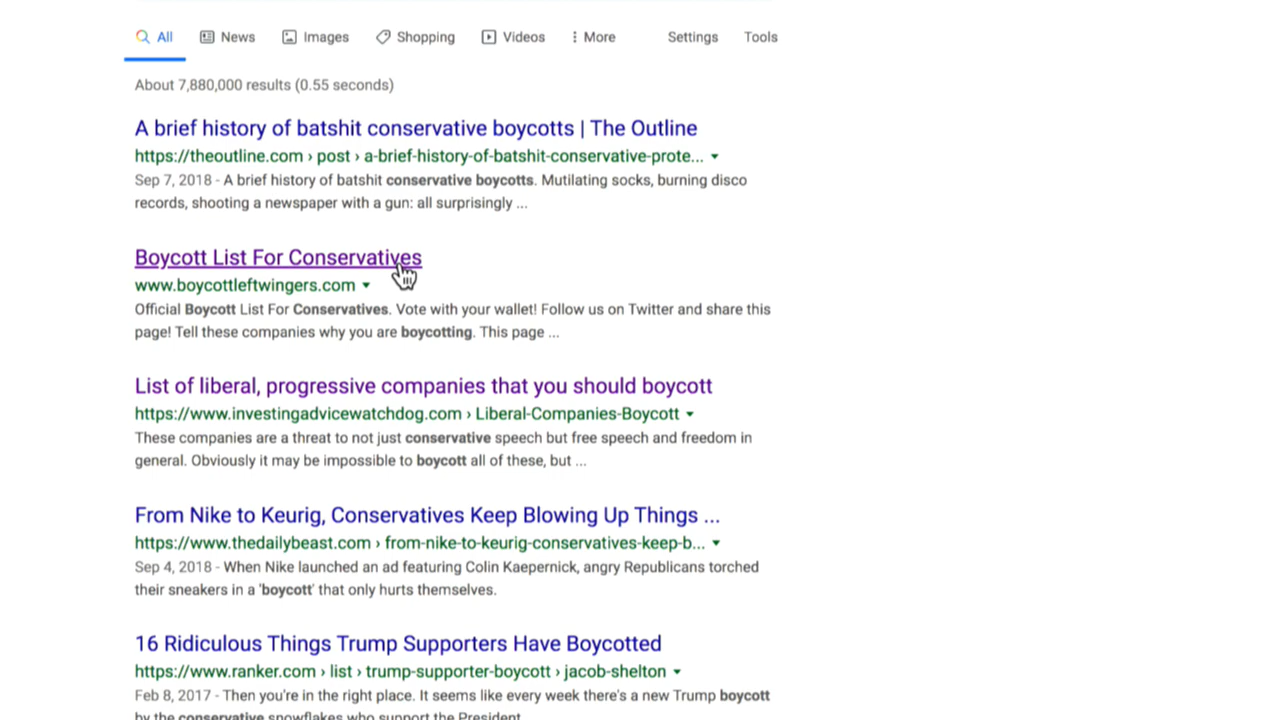 All News Images Shopping Videos More Settings Tools
About 7,880,000 results (0.55 seconds)
A brief history of batshit conservative boycotts | The Outline
https://theoutline.com › post › a-brief-history-of-batshit-conservative-prote...
Sep 7, 2018 - A brief history of batshit conservative boycotts. Mutilating socks, burning disco
records, shooting a newspaper with a gun: all surprisingly ...
Boycott List For Conservatives
www.boycottleftwingers.com
Official Boycott List For Conservatives. Vote with your wallet! Follow us on Twitter and share this
page! Tell these companies why you are boycotting. This page ...
List of liberal, progressive companies that you should boycott
https://www.investingadvicewatchdog.com › Liberal-Companies-Boycott
These companies are a threat to not just conservative speech but free speech and freedom in
general. Obviously it may be impossible to boycott all of these, but ...
From Nike to Keurig, Conservatives Keep Blowing Up Things ...
https://www.thedailybeast.com › from-nike-to-keurig-conservatives-keep-b...
Sep 4, 2018 - When Nike launched an ad featuring Colin Kaepernick, angry Republicans torched
their sneakers in a 'boycott' that only hurts themselves.
16 Ridiculous Things Trump Supporters Have Boycotted
https://www.ranker.com › list › trump-supporter-boycott › jacob-shelton
Feb 8, 2017 - Then you're in the right place. It seems like every week there's a new Trump boycott
by the conservative snowflakes who support the President